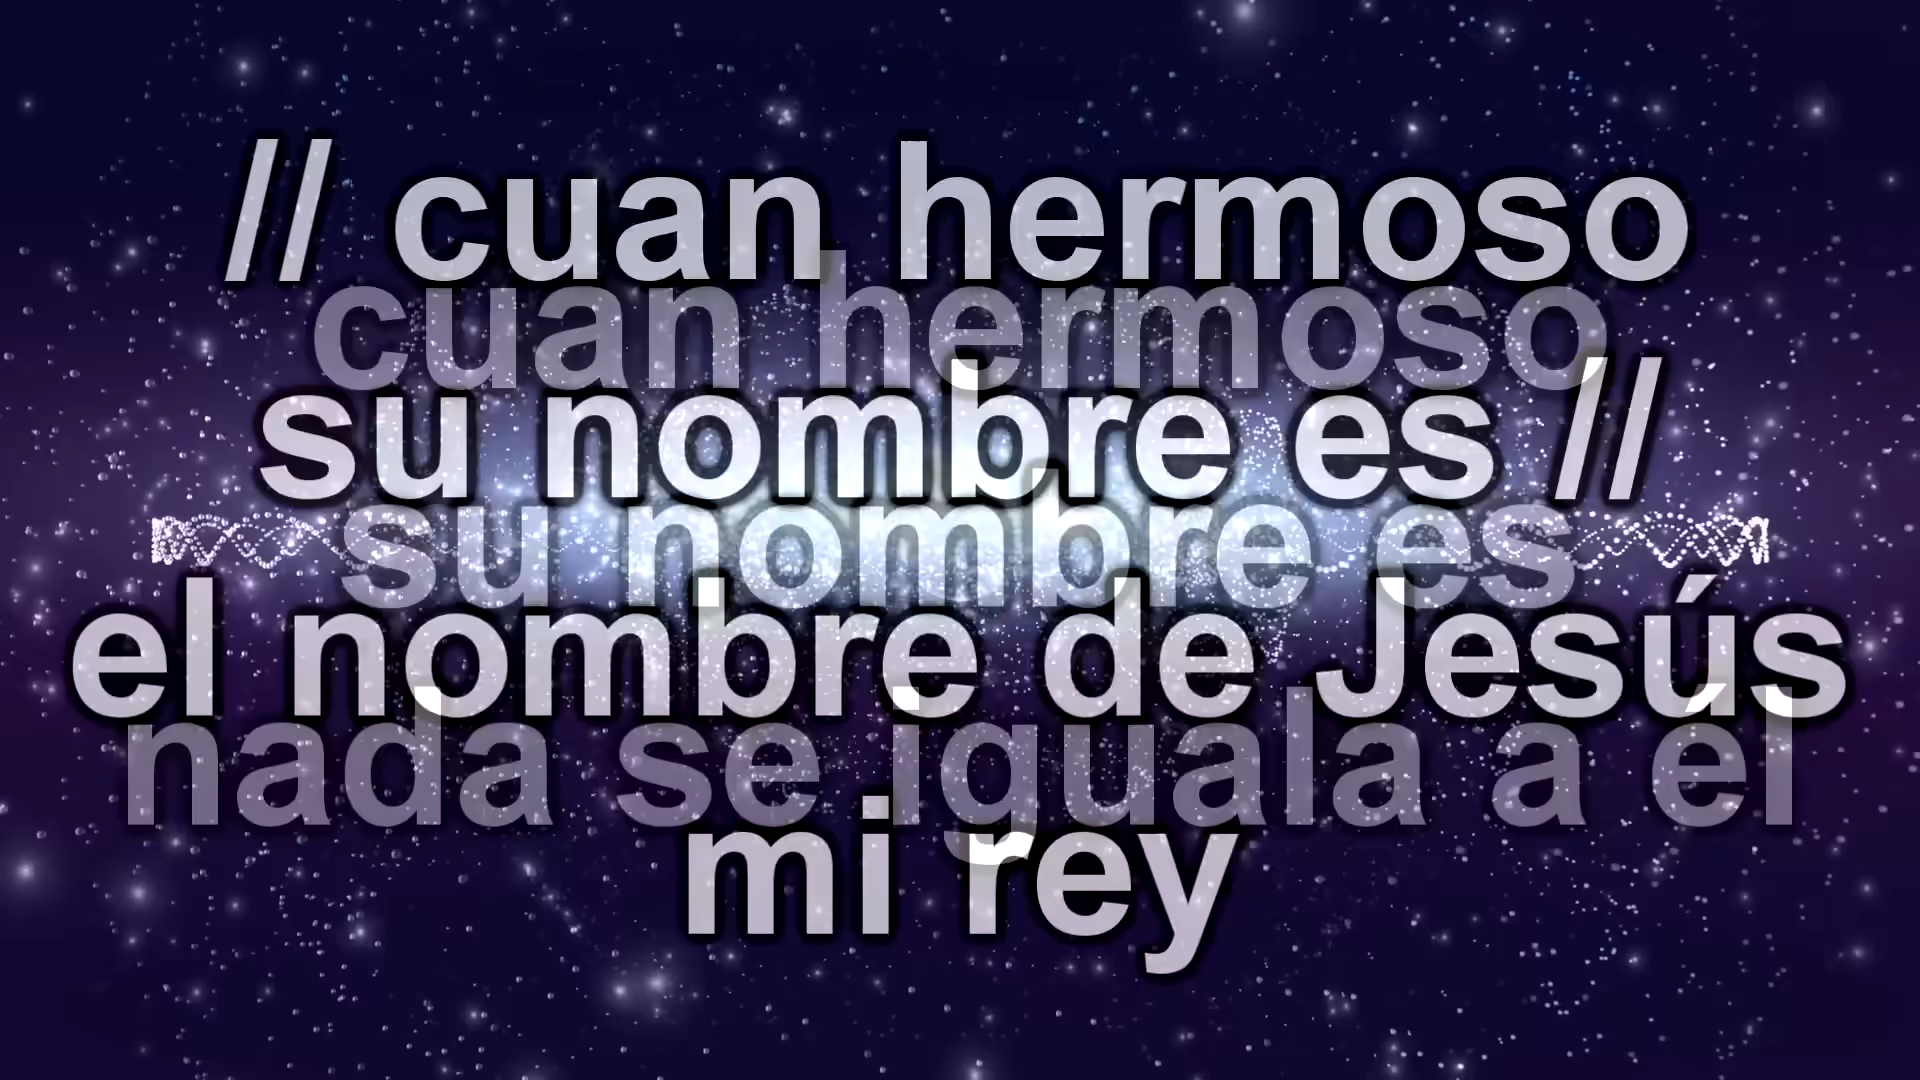 // cuan hermoso
cuan hermoso
su nombre es //
su nombre es
el nombre de Jesús
nada se iguala a él
mi rey